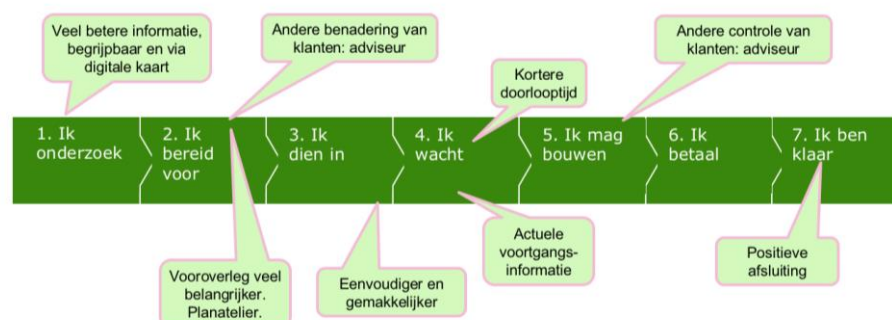 Veel betere informatie,
begrijpbaar en via
digitale kaart
Andere benadering van
klanten: adviseur
Kortere
doorlooptijd
Andere controle van
klanten: adviseur
1. Ik
onderzoek
2. Ik
bereid
voor
3. Ik
dien in
4. Ik
wacht
5. Ik mag
bouwen
6. Ik
betaal
7. Ik ben
klaar
Vooroverleg veel
belangrijker.
Planatelier.
Eenvoudiger en
gemakkelijker
Actuele
voortgangs-
informatie
Positieve
afsluiting